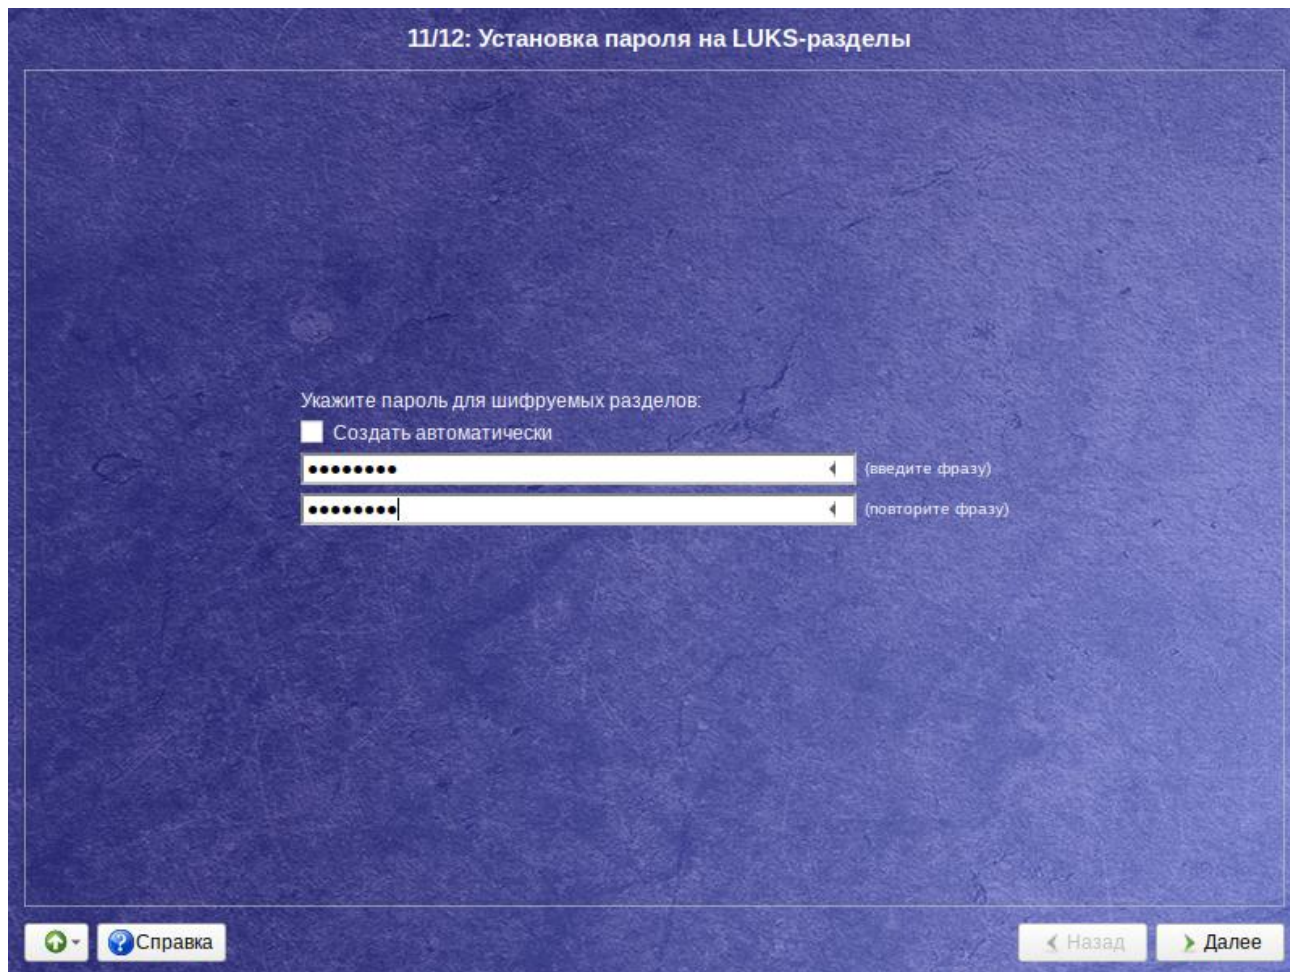 11/12: Установка пароля на LUKS-разделы
Укажите пароль для шифруемых разделов:
Создать автоматически
•••••••• (введите фразу)
•••••••• (повторите фразу)
Справка Назад Далее